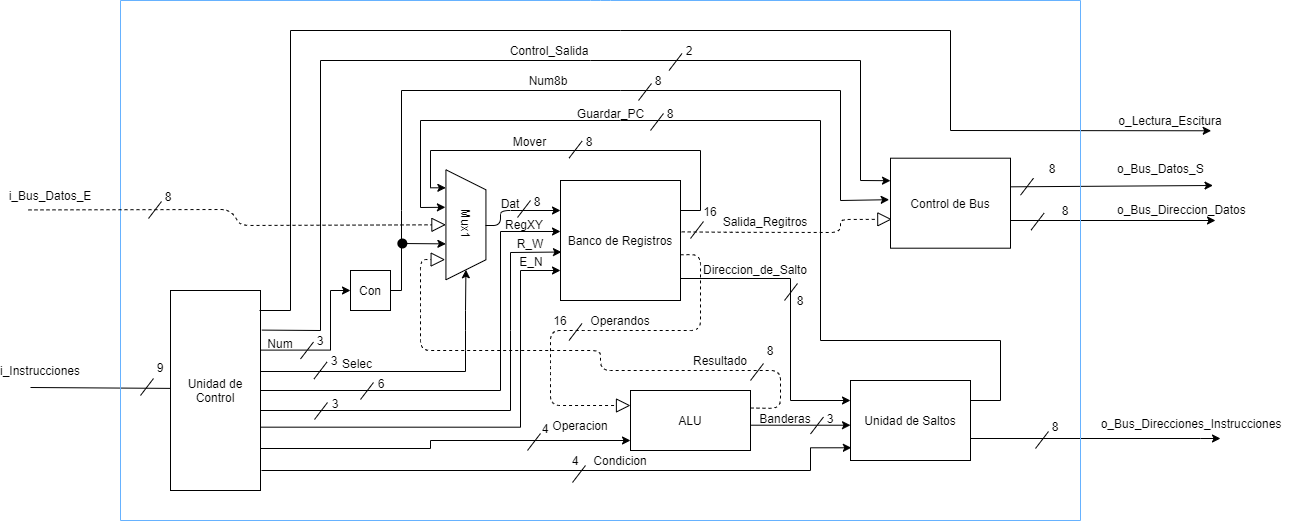 Control_Salida
2
Num8b
8
Guardar_PC
8
o_Lectura_Escitura
Mover
8
8
o_Bus_Datos_S
i_Bus_Datos_E
8
Mux1
Dat
8
16
Control de Bus
8
o_Bus_Direccion_Datos
RegXY
Salida_Regitros
R_W
Banco de Registros
E_N
Direccion_de_Salto
Con
8
16
Operandos
Num
3
8
Resultado
3
Selec
i_Instrucciones
9
Unidad de
Control
6
3
ALU
Banderas
3
Unidad de Saltos
8
o_Bus_Direcciones_Instrucciones
4
Operacion
4
Condicion